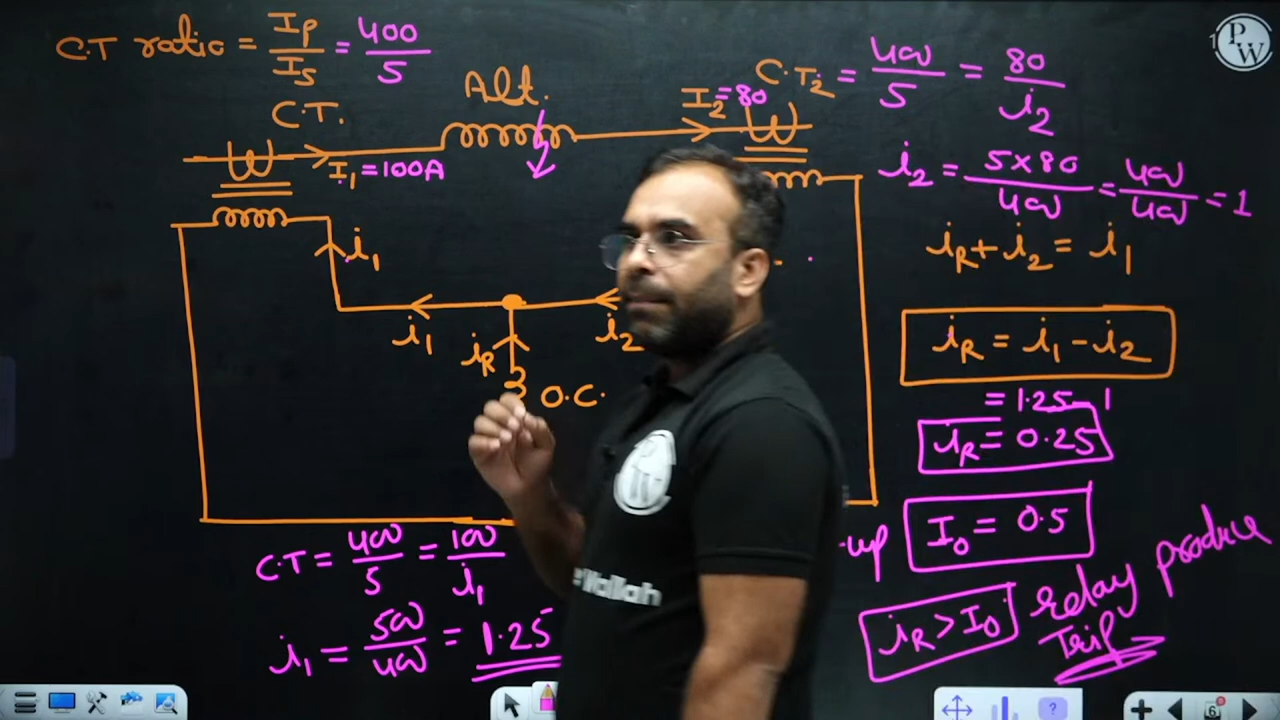 C.T ratio = Ip/Is = 400/5
Alt.
C.T.
I₁ = 100A
I₂ = 80
C.T₂ = 400/5 = 80/i₂
i₂ = 5×80/400 = 400/400 = 1
i₁
i₁
iR
i₂
O.C.
iR + i₂ = i₁
iR = i₁ - i₂
= 1.25 - 1
iR = 0.25
I₀ = 0.5
-up
iR > I₀
relay produce
Trip
C.T = 400/5 = 100/i₁
i₁ = 500/400 = 1.25
PW
Wallah
6